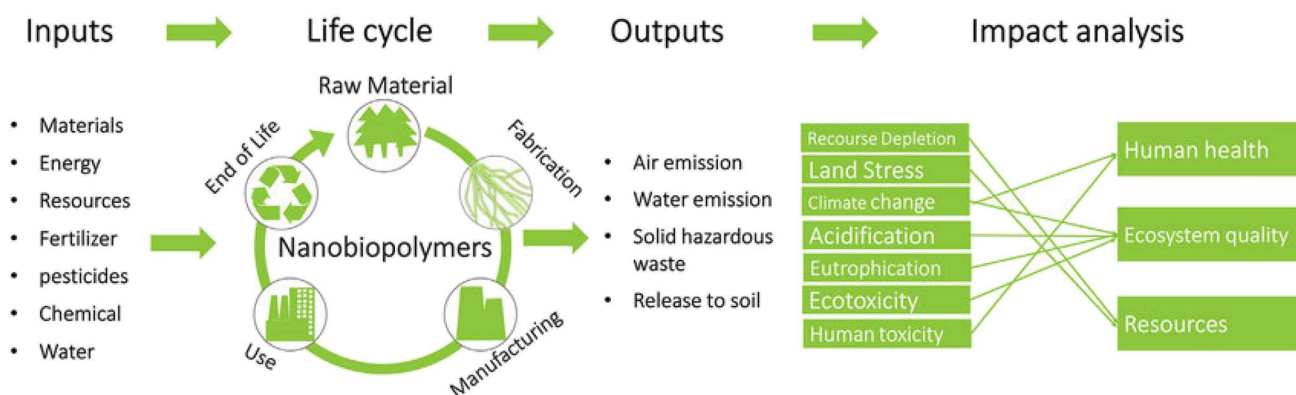 Inputs
Life cycle
Outputs
Impact analysis
• Materials
• Energy
• Resources
• Fertilizer
• pesticides
• Chemical
• Water
Raw Material
Fabrication
Manufacturing
Use
End of Life
Nanobiopolymers
• Air emission
• Water emission
• Solid hazardous
waste
• Release to soil
Recourse Depletion
Land Stress
Climate change
Acidification
Eutrophication
Ecotoxicity
Human toxicity
Human health
Ecosystem quality
Resources